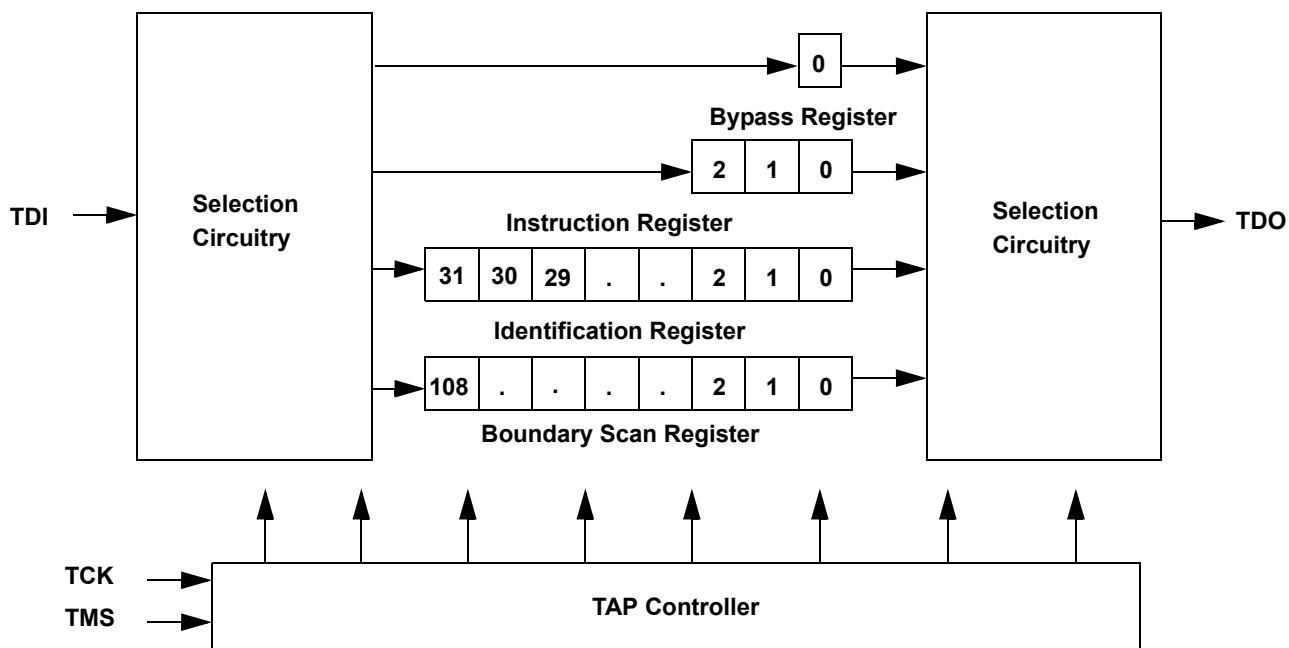 0
Bypass Register
2 1 0
TDI
Selection
Circuitry
Selection
Circuitry
TDO
Instruction Register
31 30 29 . . 2 1 0
Identification Register
108 . . . . 2 1 0
Boundary Scan Register
TCK
TMS
TAP Controller